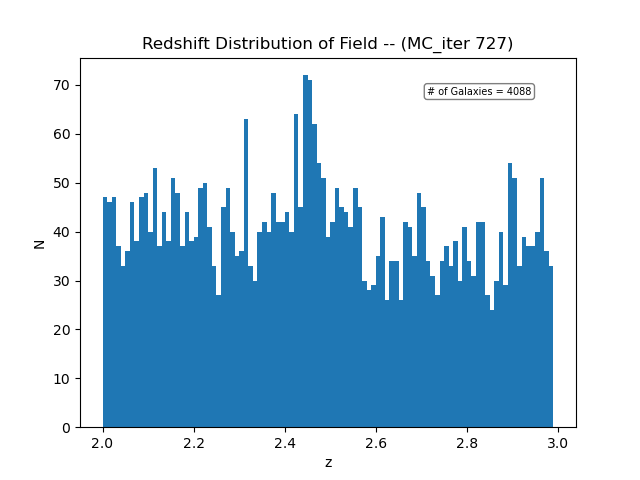 Redshift Distribution of Field -- (MC_iter 727)
# of Galaxies = 4088
70
60
50
40
30
20
10
0
N
2.0 2.2 2.4 2.6 2.8 3.0
z